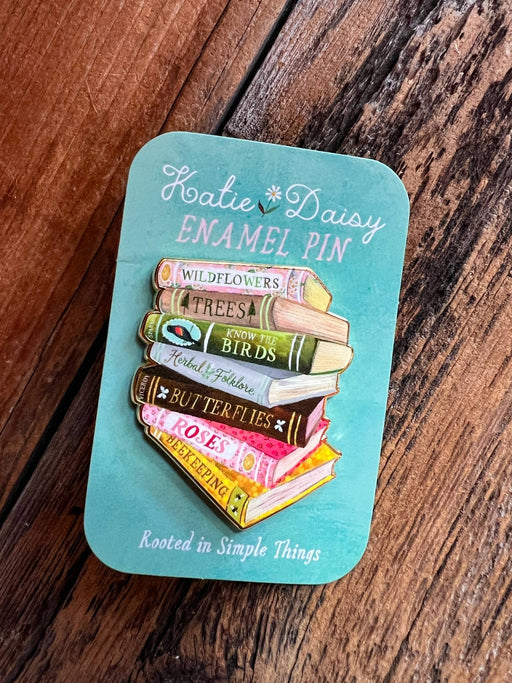 Katie Daisy
ENAMEL PIN
WILDFLOWERS
TREES
KNOW THE
BIRDS
Herbal Folklore
BUTTERFLIES
ROSES
BEEKEEPING
Rooted in Simple Things